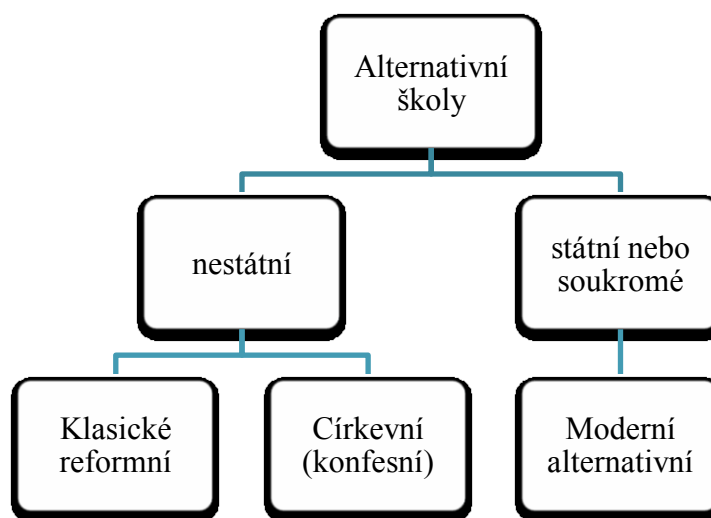 Alternativní
školy
nestátní
státní nebo
soukromé
Klasické
reformní
Církevní
(konfesní)
Moderní
alternativní